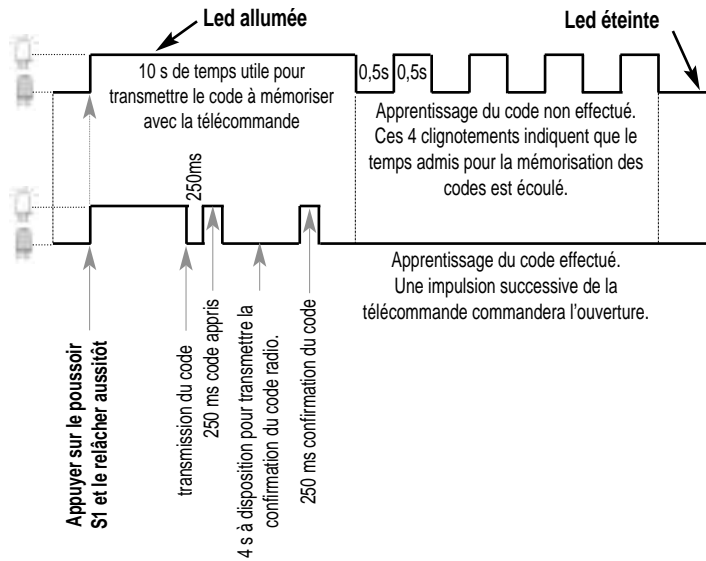 Led allumée
Led éteinte
10 s de temps utile pour
transmettre le code à mémoriser
avec la télécommande
0,5s
0,5s
Apprentissage du code non effectué.
Ces 4 clignotements indiquent que le
temps admis pour la mémorisation des
codes est écoulé.
250ms
Apprentissage du code effectué.
Une impulsion successive de la
télécommande commandera l'ouverture.
Appuyer sur le poussoir
S1 et le relâcher aussitôt
transmission du code
250 ms code appris
4 s à disposition pour transmettre la
confirmation du code radio.
250 ms confirmation du code